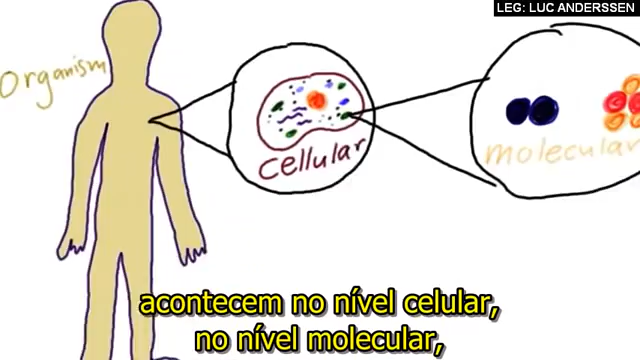 LEG: LUC ANDERSSEN
Organism
cellular
molecular
acontecem no nível celular,
no nível molecular,